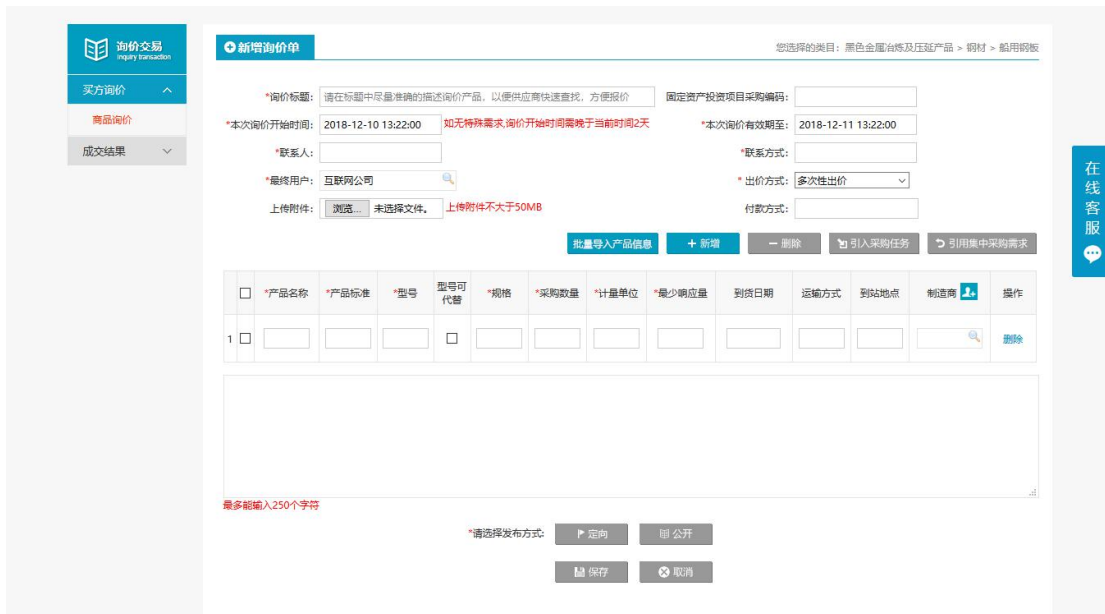 询价交易
Inquiry transaction
买方询价
商品询价
成交结果
新增询价单
您选择的类目：黑色金属冶炼及压延产品 > 钢材 > 船用钢板
*询价标题： 请在标题中尽量准确的描述询价产品，以便供应商快速查找，方便报价 固定资产投资项目采购编码：
*本次询价开始时间： 2018-12-10 13:22:00 如无特殊需求,询价开始时间需晚于当前时间2天 *本次询价有效期至： 2018-12-11 13:22:00
*联系人： *联系方式：
*最终用户： 互联网公司 * 出价方式： 多次性出价
上传附件： 浏览... 未选择文件。 上传附件不大于50MB 付款方式：
批量导入产品信息 + 新增 — 删除 引入采购任务 引用集中采购需求
*产品名称 *产品标准 *型号 型号可代替 *规格 *采购数量 *计量单位 *最少响应量 到货日期 运输方式 到站地点 制造商 操作
1 删除
最多能输入250个字符
*请选择发布方式： 定向 公开
保存 取消
在线客服